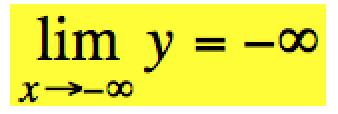 lim y = −∞
x→−∞